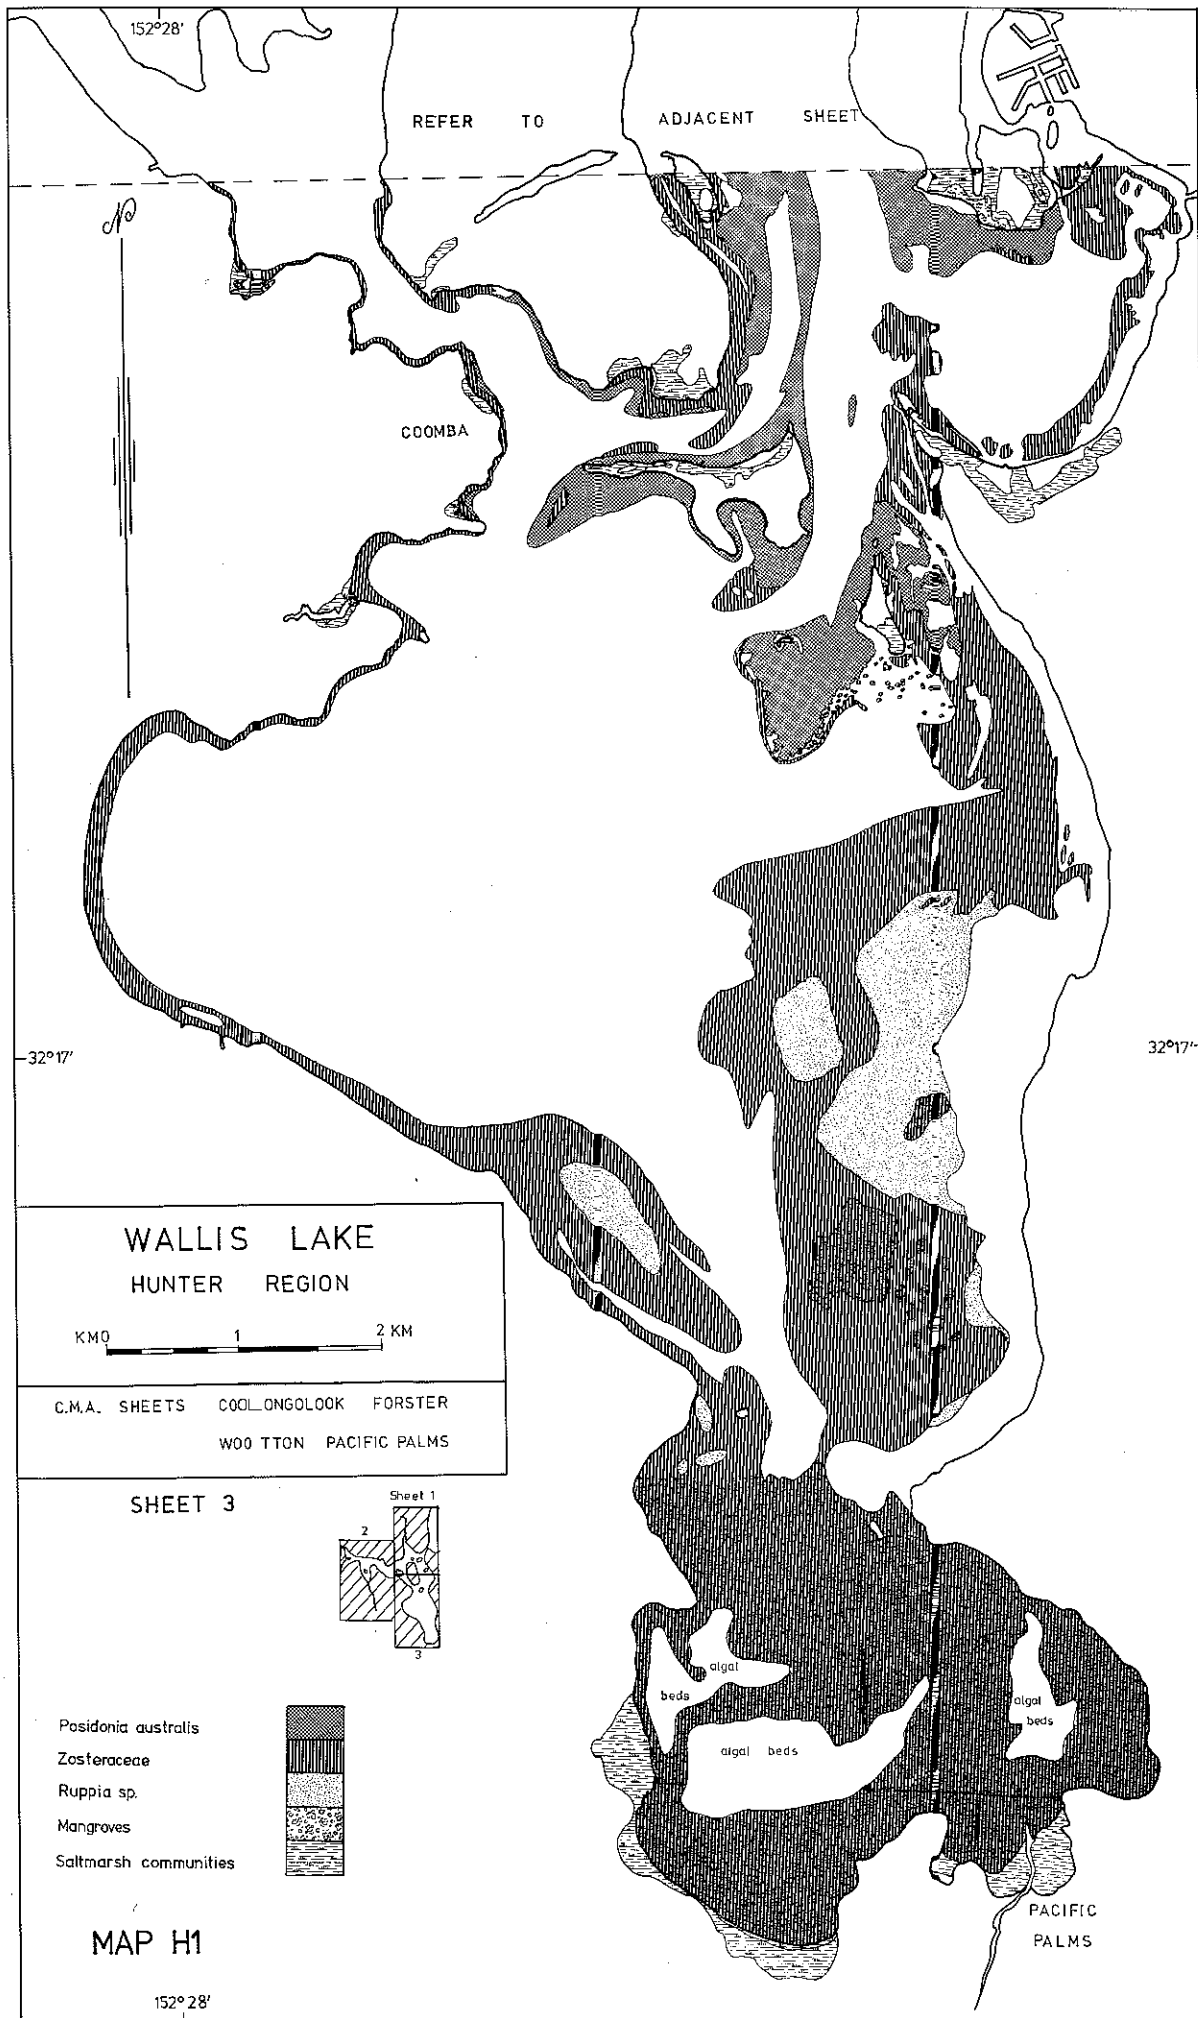 152°28'
REFER TO ADJACENT SHEET
N
COOMBA
32°17'
32°17'
WALLIS LAKE
HUNTER REGION
KM0 1 2 KM
C.M.A. SHEETS COOLONGOLOOK FORSTER
WOOTTON PACIFIC PALMS
SHEET 3
Sheet 1
2
3
algal
beds
algal
beds
algal beds
Posidonia australis
Zosteraceae
Ruppia sp.
Mangroves
Saltmarsh communities
PACIFIC
PALMS
MAP H1
152°28'